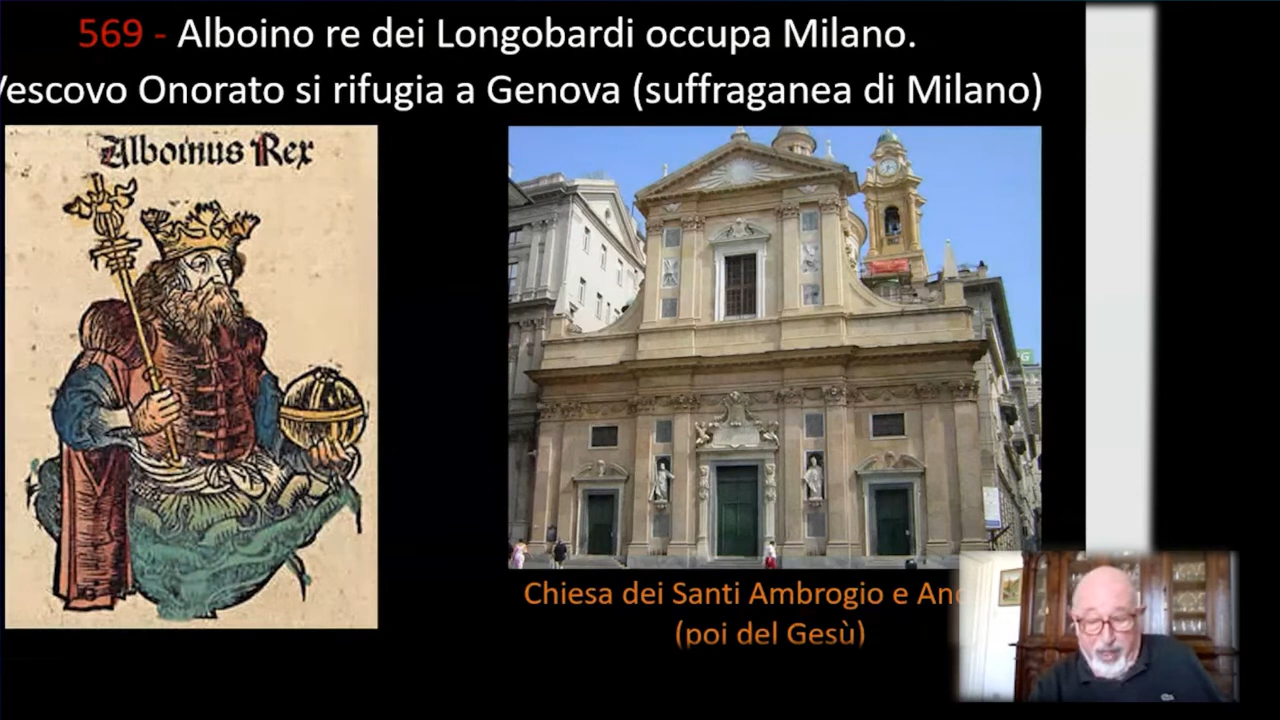 569 - Alboino re dei Longobardi occupa Milano.
Vescovo Onorato si rifugia a Genova (suffraganea di Milano)
Alboinus Rex
Chiesa dei Santi Ambrogio e
(poi del Gesù)